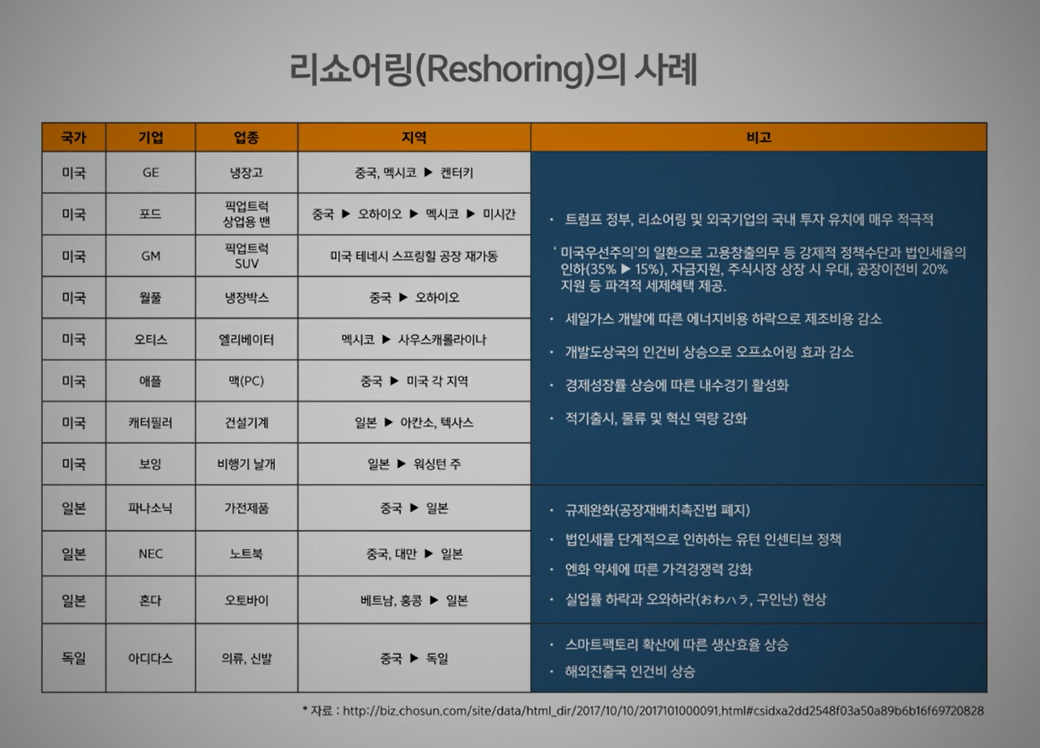 리쇼어링(Reshoring)의 사례
국가 기업 업종 지역 비고
미국 GE 냉장고 중국, 멕시코 ▶ 켄터키
미국 포드 픽업트럭 상업용 밴 중국 ▶ 오하이오 ▶ 멕시코 ▶ 미시간
미국 GM 픽업트럭 SUV 미국 테네시 스프링힐 공장 재가동
미국 월풀 냉장박스 중국 ▶ 오하이오
미국 오티스 엘리베이터 멕시코 ▶ 사우스캐롤라이나
미국 애플 맥(PC) 중국 ▶ 미국 각 지역
미국 캐터필러 건설기계 일본 ▶ 아칸소, 텍사스
미국 보잉 비행기 날개 일본 ▶ 워싱턴 주
· 트럼프 정부, 리쇼어링 및 외국기업의 국내 투자 유치에 매우 적극적
‘ 미국우선주의’의 일환으로 고용창출의무 등 강제적 정책수단과 법인세율의
인하(35% ▶ 15%), 자금지원, 주식시장 상장 시 우대, 공장이전비 20%
지원 등 파격적 세제혜택 제공.
· 세일가스 개발에 따른 에너지비용 하락으로 제조비용 감소
· 개발도상국의 인건비 상승으로 오프쇼어링 효과 감소
· 경제성장률 상승에 따른 내수경기 활성화
· 적기출시, 물류 및 혁신 역량 강화
일본 파나소닉 가전제품 중국 ▶ 일본
일본 NEC 노트북 중국, 대만 ▶ 일본
일본 혼다 오토바이 베트남, 홍콩 ▶ 일본
· 규제완화(공장재배치촉진법 폐지)
· 법인세를 단계적으로 인하하는 유턴 인센티브 정책
· 엔화 약세에 따른 가격경쟁력 강화
· 실업률 하락과 오와하라(おわハラ, 구인난) 현상
독일 아디다스 의류, 신발 중국 ▶ 독일
· 스마트팩토리 확산에 따른 생산효율 상승
· 해외진출국 인건비 상승
* 자료 : http://biz.chosun.com/site/data/html_dir/2017/10/10/2017101000091,html#csidxa2dd2548f03a50a89b6b16f69720828